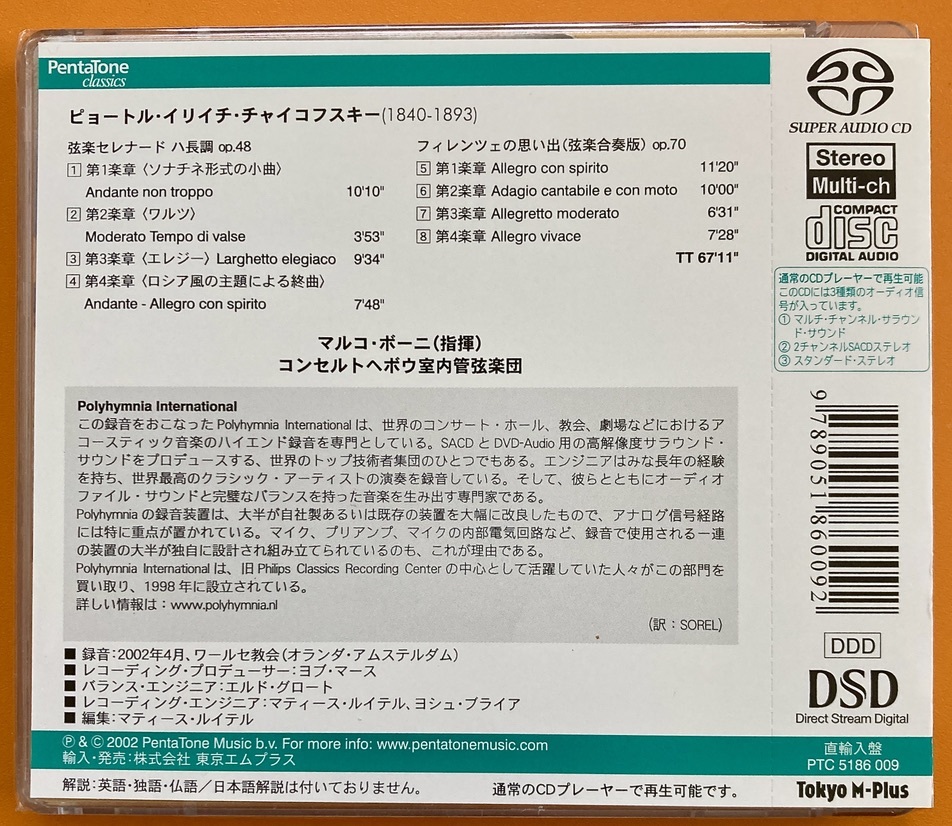 PentaTone
classics
ピョートル・イリイチ・チャイコフスキー(1840-1893)
弦楽セレナード ハ長調 op.48
1 第1楽章〈ソナチネ形式の小曲〉
Andante non troppo 10'10"
2 第2楽章〈ワルツ〉
Moderato Tempo di valse 3'53"
3 第3楽章〈エレジー〉Larghetto elegiaco 9'34"
4 第4楽章〈ロシア風の主題による終曲〉
Andante - Allegro con spirito 7'48"
フィレンツェの思い出(弦楽合奏版) op.70
5 第1楽章 Allegro con spirito 11'20"
6 第2楽章 Adagio cantabile e con moto 10'00"
7 第3楽章 Allegretto moderato 6'31"
8 第4楽章 Allegro vivace 7'28"
TT 67'11"
マルコ・ボーニ(指揮)
コンセルトヘボウ室内管弦楽団
Polyhymnia International
この録音をおこなった Polyhymnia International は、世界のコンサート・ホール、教会、劇場などにおけるア
コースティック音楽のハイエンド録音を専門としている。SACD と DVD-Audio 用の高解像度サラウンド・
サウンドをプロデュースする、世界のトップ技術者集団のひとつでもある。エンジニアはみな長年の経験
を持ち、世界最高のクラシック・アーティストの演奏を録音している。そして、彼らとともにオーディオ
ファイル・サウンドと完璧なバランスを持った音楽を生み出す専門家である。
Polyhymnia の録音装置は、大半が自社製あるいは既存の装置を大幅に改良したもので、アナログ信号経路
には特に重点が置かれている。マイク、プリアンプ、マイクの内部電気回路など、録音で使用される一連
の装置の大半が独自に設計され組み立てられているのも、これが理由である。
Polyhymnia International は、旧 Philips Classics Recording Center の中心として活躍していた人々がこの部門を
買い取り、1998 年に設立されている。
詳しい情報は：www.polyhymnia.nl
(訳：SOREL)
■ 録音：2002年4月、ワールセ教会(オランダ・アムステルダム)
■ レコーディング・プロデューサー：ヨブ・マース
■ バランス・エンジニア：エルド・グロート
■ レコーディング・エンジニア：マティース・ルイテル、ヨシュ・ブライア
■ 編集：マティース・ルイテル
Ⓟ & © 2002 PentaTone Music b.v. For more info: www.pentatonemusic.com
輸入・発売：株式会社 東京エムプラス
解説：英語・独語・仏語／日本語解説は付いておりません。 通常のCDプレーヤーで再生可能です。
SUPER AUDIO CD
Stereo
Multi-ch
COMPACT
disc
DIGITAL AUDIO
通常のCDプレーヤーで再生可能
このCDには3種類のオーディオ信
号が入っています。
① マルチ・チャンネル・サラウン
ド・サウンド
② 2チャンネルSACDステレオ
③ スタンダード・ステレオ
9 789051 860092
DDD
DSD
Direct Stream Digital
直輸入盤
PTC 5186 009
Tokyo M-Plus